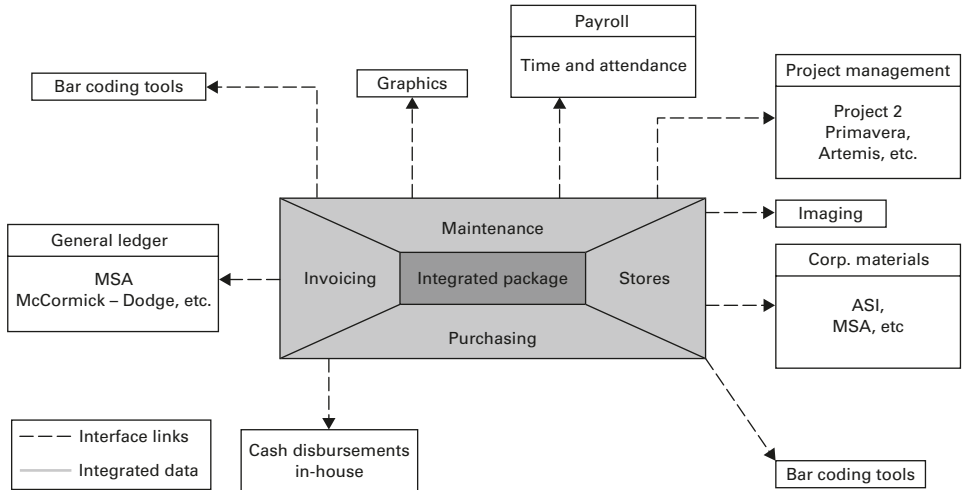 Payroll
Time and attendance
Bar coding tools
Graphics
Project management
Project 2
Primavera,
Artemis, etc.
Imaging
Maintenance
General ledger
MSA
McCormick – Dodge, etc.
Invoicing
Integrated package
Stores
Corp. materials
ASI,
MSA, etc
Purchasing
Interface links
Integrated data
Cash disbursements
in-house
Bar coding tools